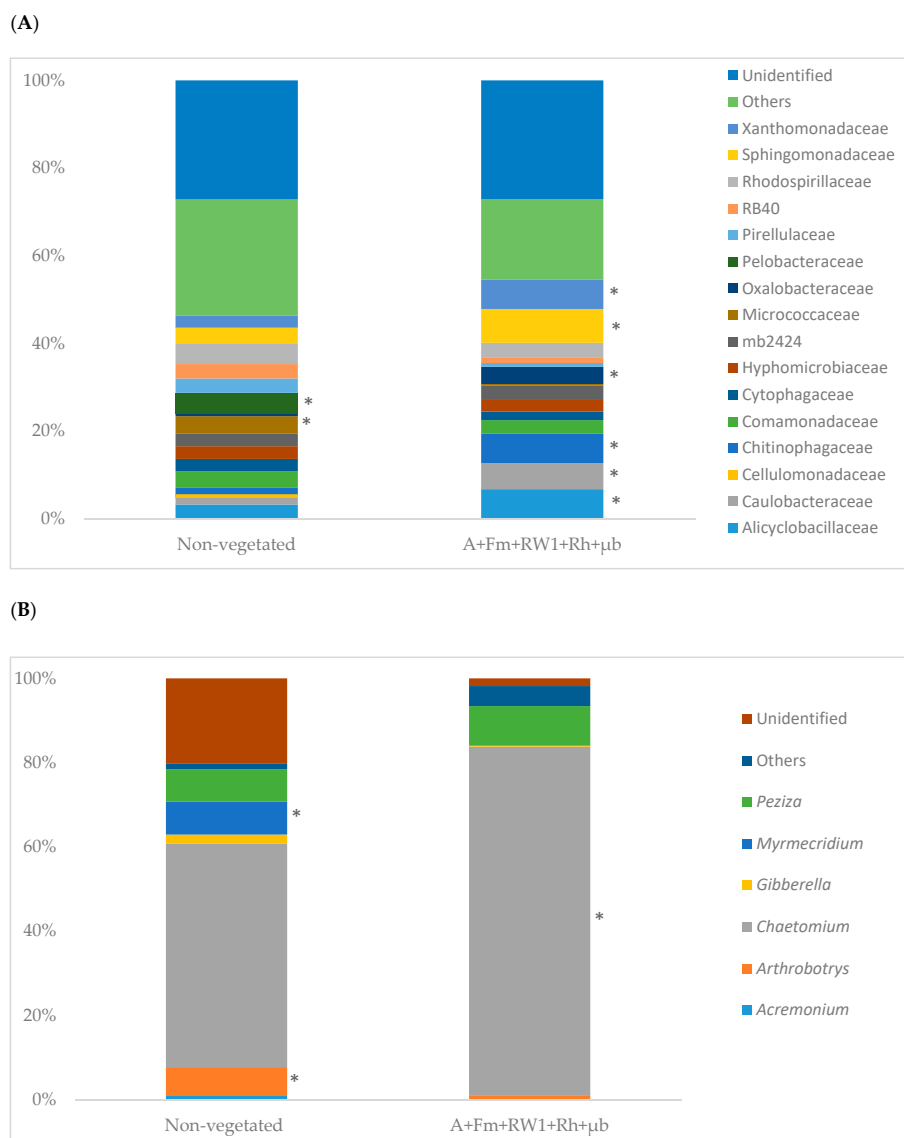 (A)
100%
80%
60%
40%
20%
0%
*
*
*
*
*
*
*
*
Non-vegetated
A+Fm+RW1+Rh+μb
Unidentified
Others
Xanthomonadaceae
Sphingomonadaceae
Rhodospirillaceae
RB40
Pirellulaceae
Pelobacteraceae
Oxalobacteraceae
Micrococcaceae
mb2424
Hyphomicrobiaceae
Cytophagaceae
Comamonadaceae
Chitinophagaceae
Cellulomonadaceae
Caulobacteraceae
Alicyclobacillaceae
(B)
100%
80%
60%
40%
20%
0%
*
*
*
Non-vegetated
A+Fm+RW1+Rh+μb
Unidentified
Others
Peziza
Myrmecridium
Gibberella
Chaetomium
Arthrobotrys
Acremonium